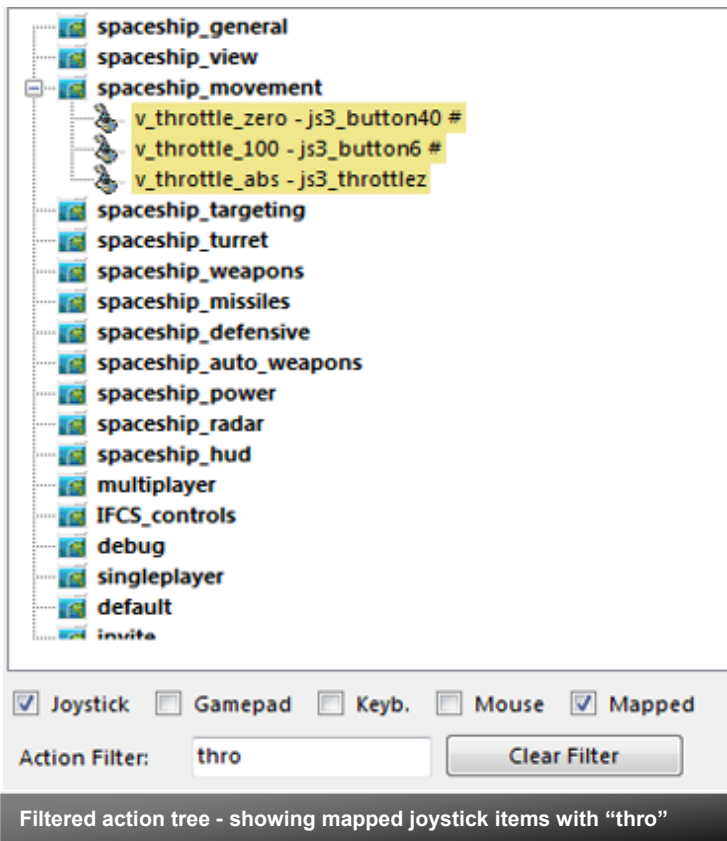 spaceship_general
spaceship_view
spaceship_movement
v_throttle_zero - js3_button40 #
v_throttle_100 - js3_button6 #
v_throttle_abs - js3_throttlez
spaceship_targeting
spaceship_turret
spaceship_weapons
spaceship_missiles
spaceship_defensive
spaceship_auto_weapons
spaceship_power
spaceship_radar
spaceship_hud
multiplayer
IFCS_controls
debug
singleplayer
default
invite
Joystick Gamepad Keyb. Mouse Mapped
Action Filter: thro Clear Filter
Filtered action tree - showing mapped joystick items with “thro”